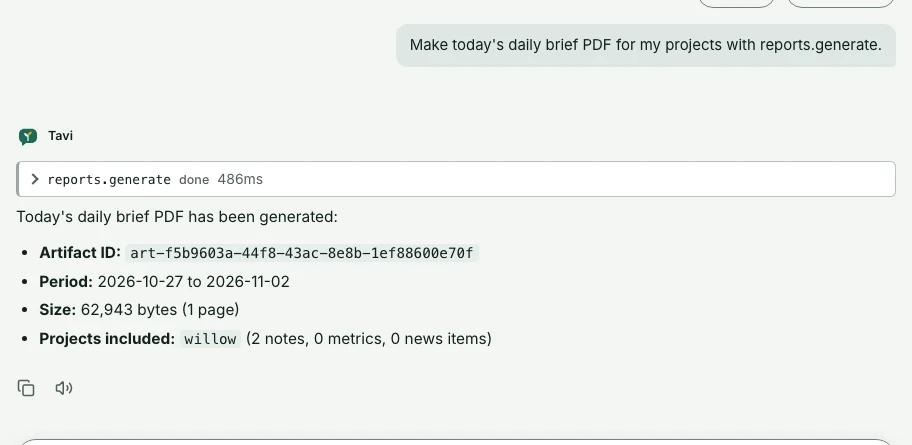 Make today's daily brief PDF for my projects with reports.generate.
Tavi
reports.generate done 486ms
Today's daily brief PDF has been generated:
• Artifact ID: art-f5b9603a-44f8-43ac-8e8b-1ef88600e70f
• Period: 2026-10-27 to 2026-11-02
• Size: 62,943 bytes (1 page)
• Projects included: willow (2 notes, 0 metrics, 0 news items)